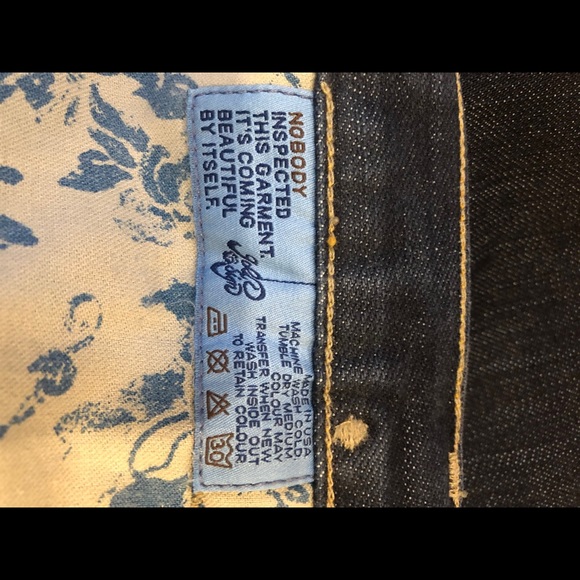 NOBODY
INSPECTED
THIS GARMENT.
IT'S COMING
BEAUTIFUL
BY ITSELF.
MADE IN USA
MACHINE WASH COLD.
TUMBLE DRY MEDIUM
COLOUR MAY
TRANSFER WHEN NEW
WASH INSIDE OUT
TO RETAIN COLOUR
30